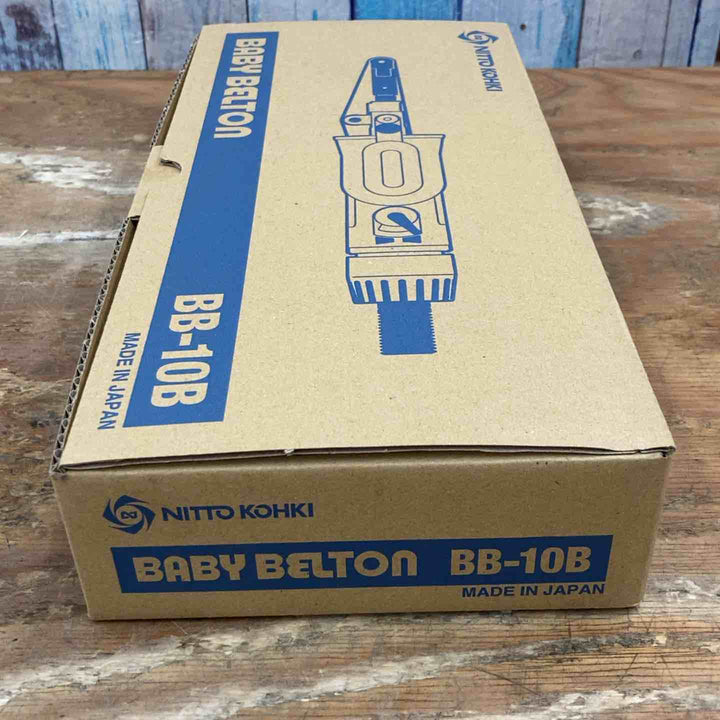 NITTO KOHKI
BABY BELTON
BB-10B
MADE IN JAPAN
NITTO KOHKI
BABY BELTON BB-10B
MADE IN JAPAN